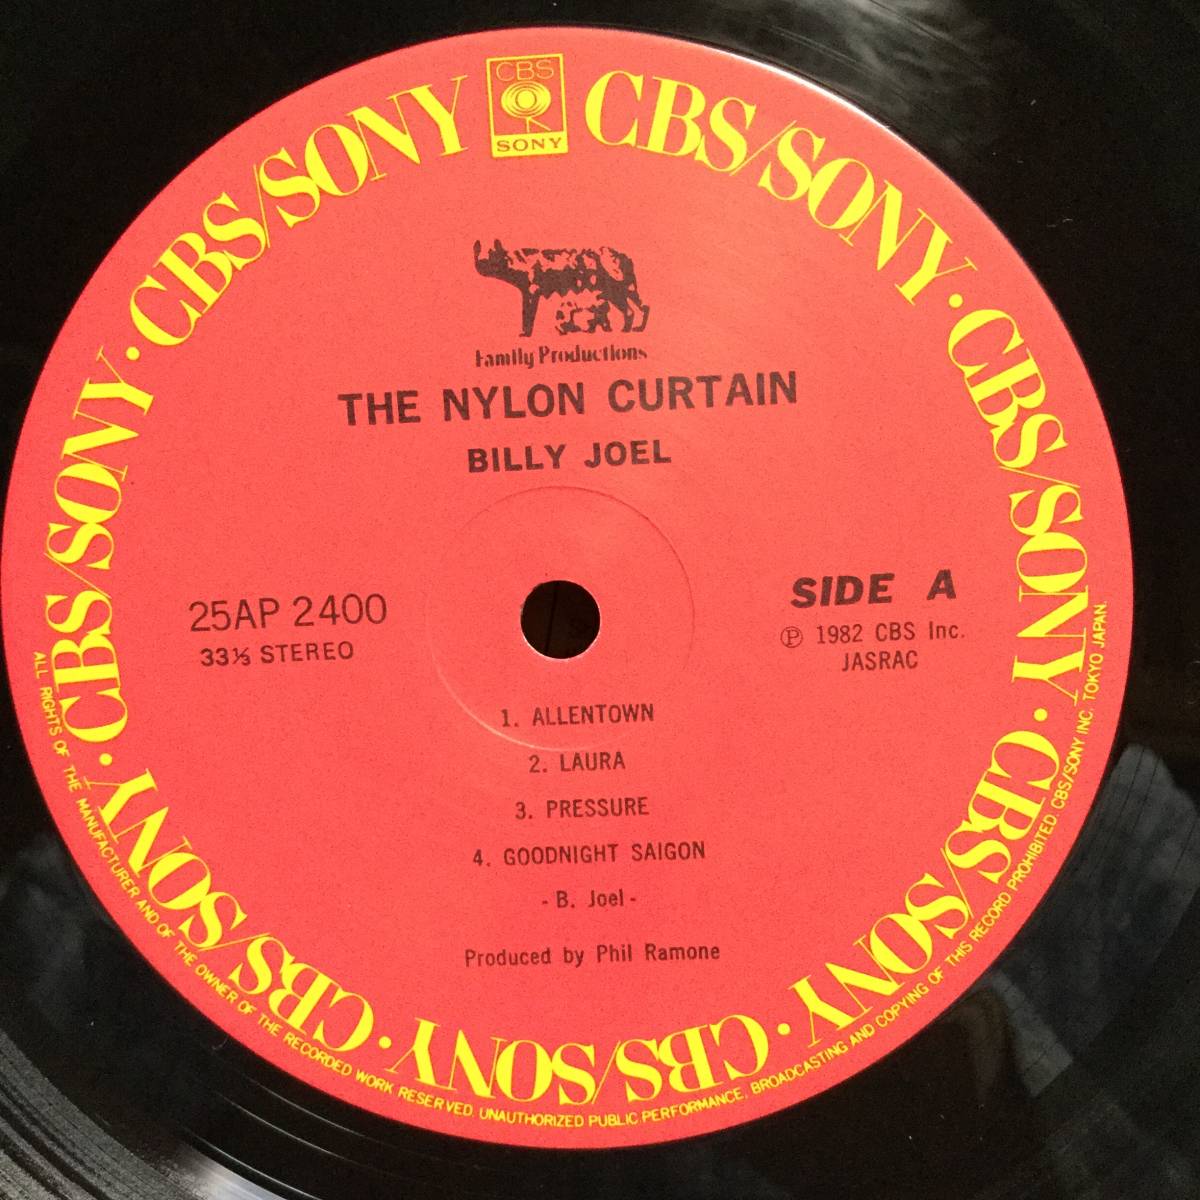 CBS
SONY
CBS/SONY · CBS/SONY · CBS/SONY · CBS/SONY · CBS/SONY · CBS/SONY · CBS/SONY
Family Productions
THE NYLON CURTAIN
BILLY JOEL
25AP 2400
33⅓ STEREO
SIDE A
Ⓟ 1982 CBS Inc.
JASRAC
1. ALLENTOWN
2. LAURA
3. PRESSURE
4. GOODNIGHT SAIGON
- B. Joel -
Produced by Phil Ramone
ALL RIGHTS OF THE MANUFACTURER AND OF THE OWNER OF THE RECORDED WORK RESERVED. UNAUTHORIZED PUBLIC PERFORMANCE, BROADCASTING AND COPYING OF THIS RECORD PROHIBITED. CBS/SONY INC. TOKYO JAPAN.